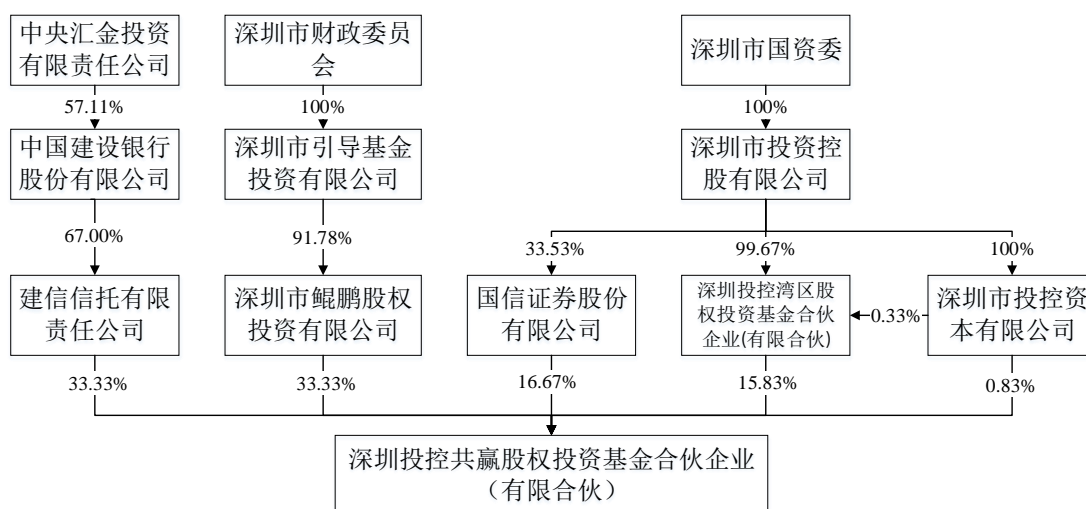 中央汇金投资
有限责任公司
深圳市财政委员
会
深圳市国资委
57.11%
100%
100%
中国建设银行
股份有限公司
深圳市引导基金
投资有限公司
深圳市投资控
股有限公司
67.00%
91.78%
33.53%
99.67%
100%
建信信托有限
责任公司
深圳市鲲鹏股权
投资有限公司
国信证券股份
有限公司
深圳投控湾区股
权投资基金合伙
企业(有限合伙)
0.33%
深圳市投控资
本有限公司
33.33%
33.33%
16.67%
15.83%
0.83%
深圳投控共赢股权投资基金合伙企业
（有限合伙）